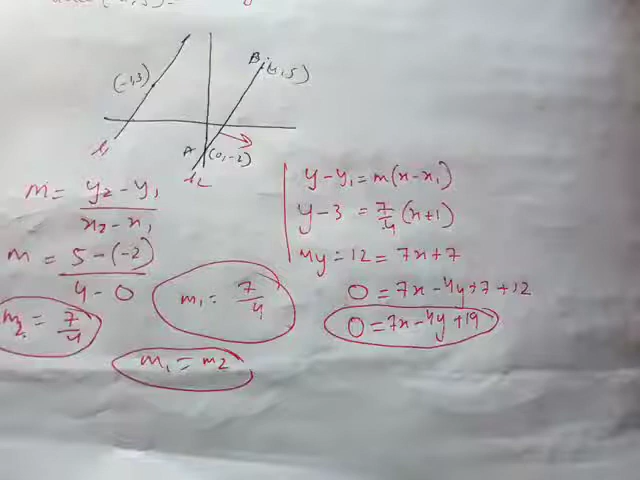 (-1,3)
B (4,5)
A (0,-2)
L2
m = y2 - y1 / x2 - x1
m = 5 - (-2) / 4 - 0
m2 = 7/4
m1 = 7/4
m1 = m2
y - y1 = m(x - x1)
y - 3 = 7/4 (x+1)
4y = 12 = 7x + 7
0 = 7x - 4y + 7 + 12
0 = 7x - 4y + 19